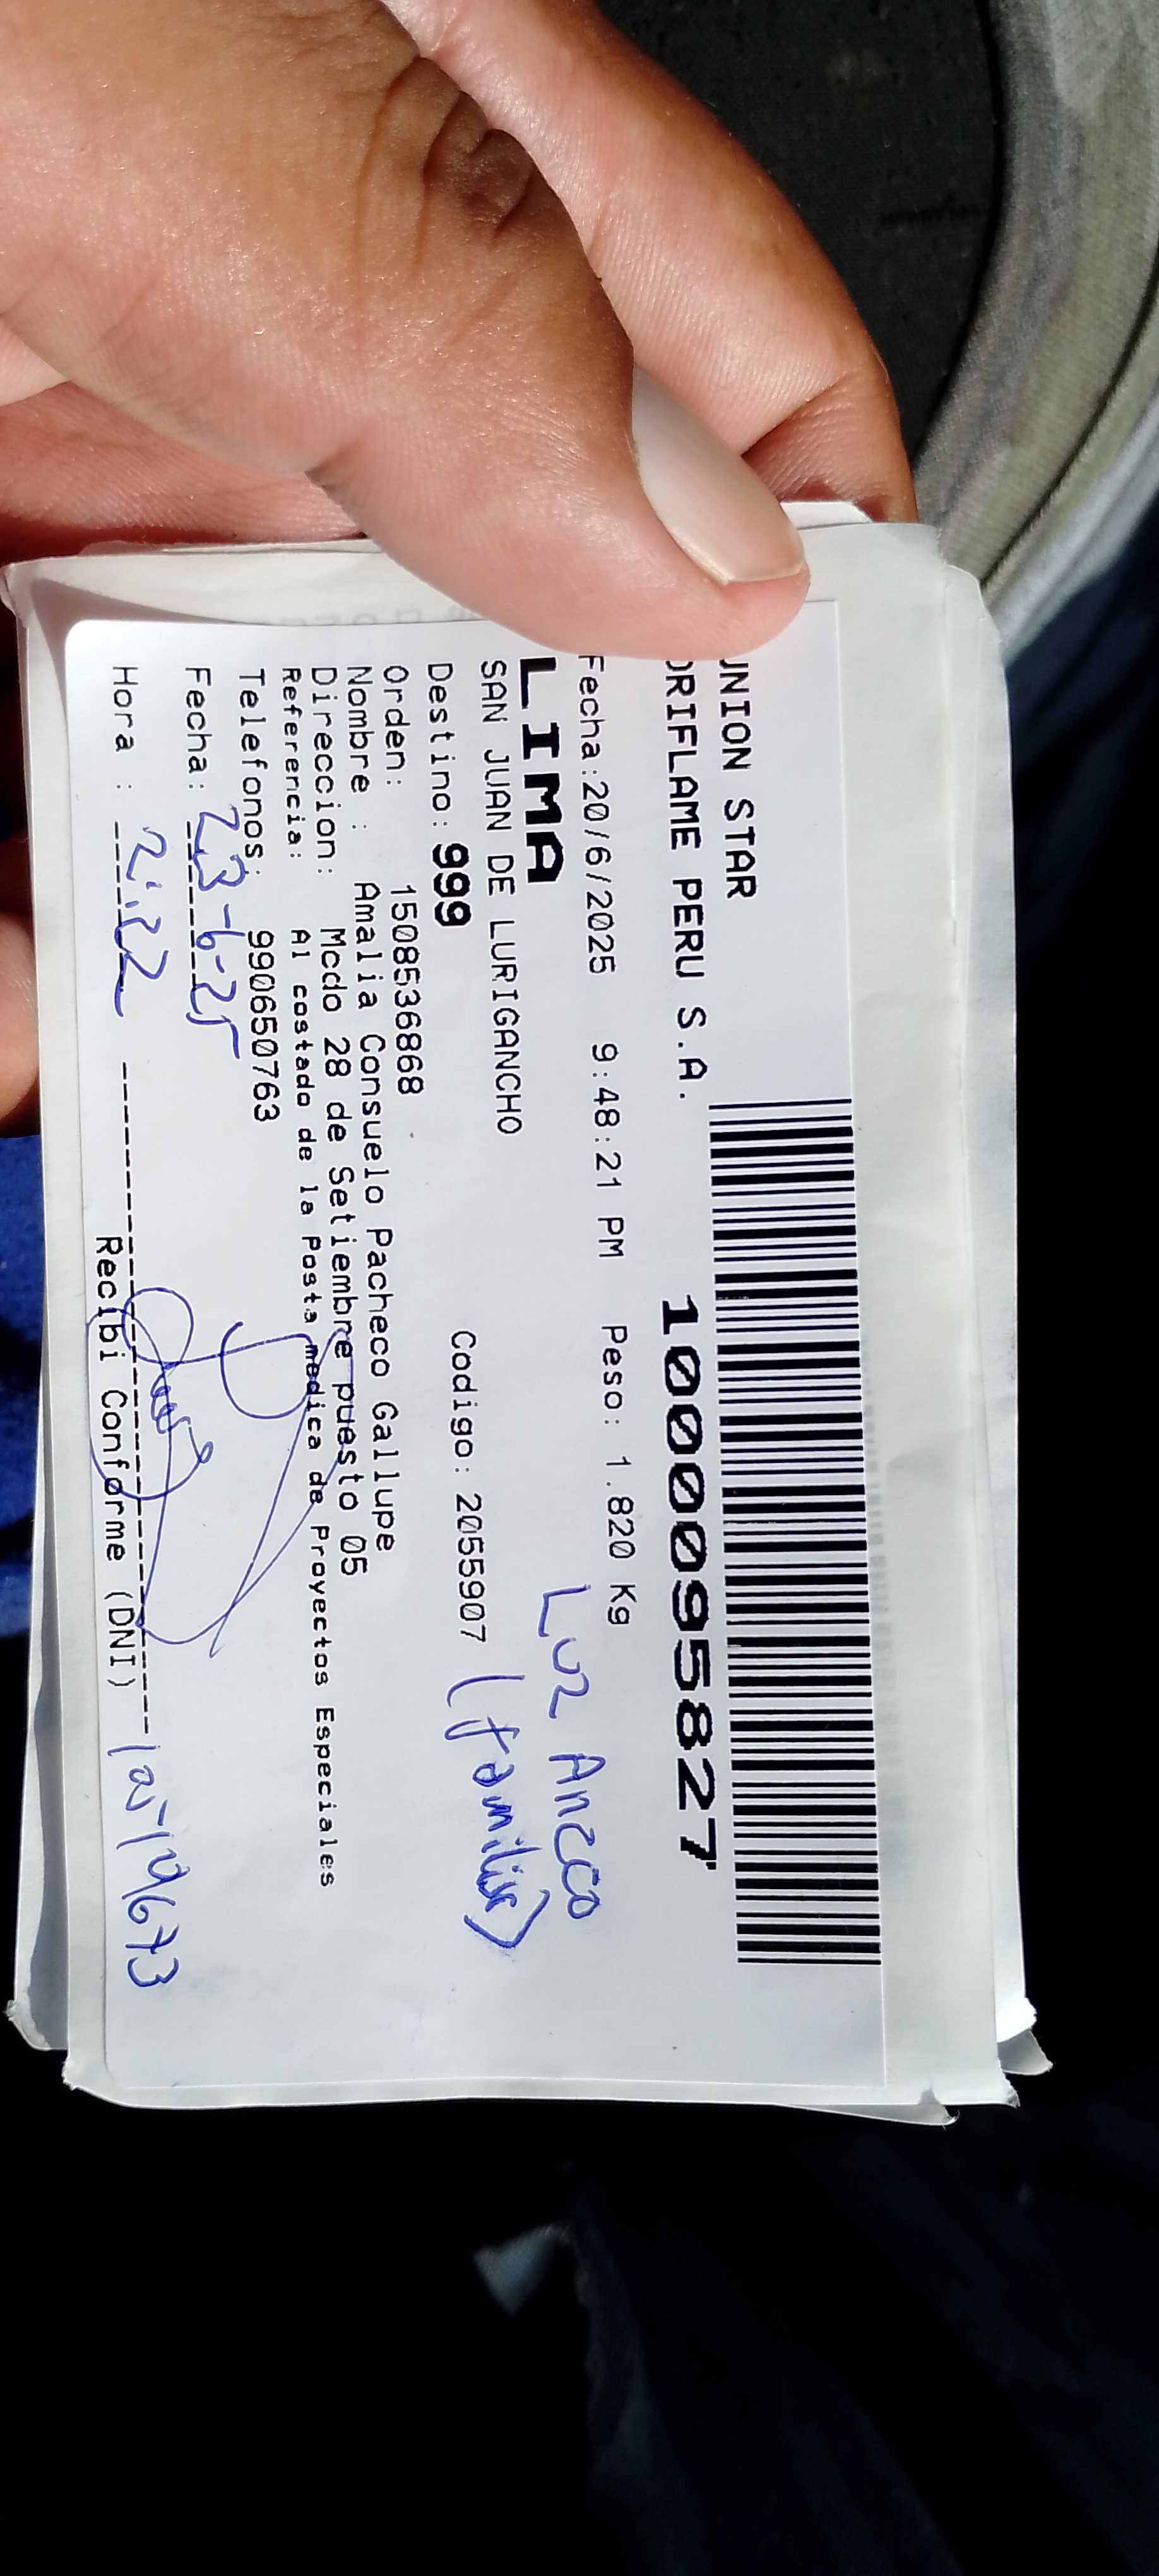 UNION STAR
ORIFLAME PERU S.A. 1000095827
Fecha:20/6/2025 9:48:21 PM Peso: 1.820 Kg
LIMA
Luz Ancco
SAN JUAN DE LURIGANCHO
(familiar)
Destino: 999 Codigo: 2055907
Orden: 1508536868
Nombre : Amalia Consuelo Pacheco Gallupe
Direccion: Mcdo 28 de Setiembre puesto 05
Referencia: Al costado de la Posta medica de Proyectos Especiales
Telefonos: 990650763
Fecha: 23-6-25
Hora : 2:22
Recibi Conforme (DNI)